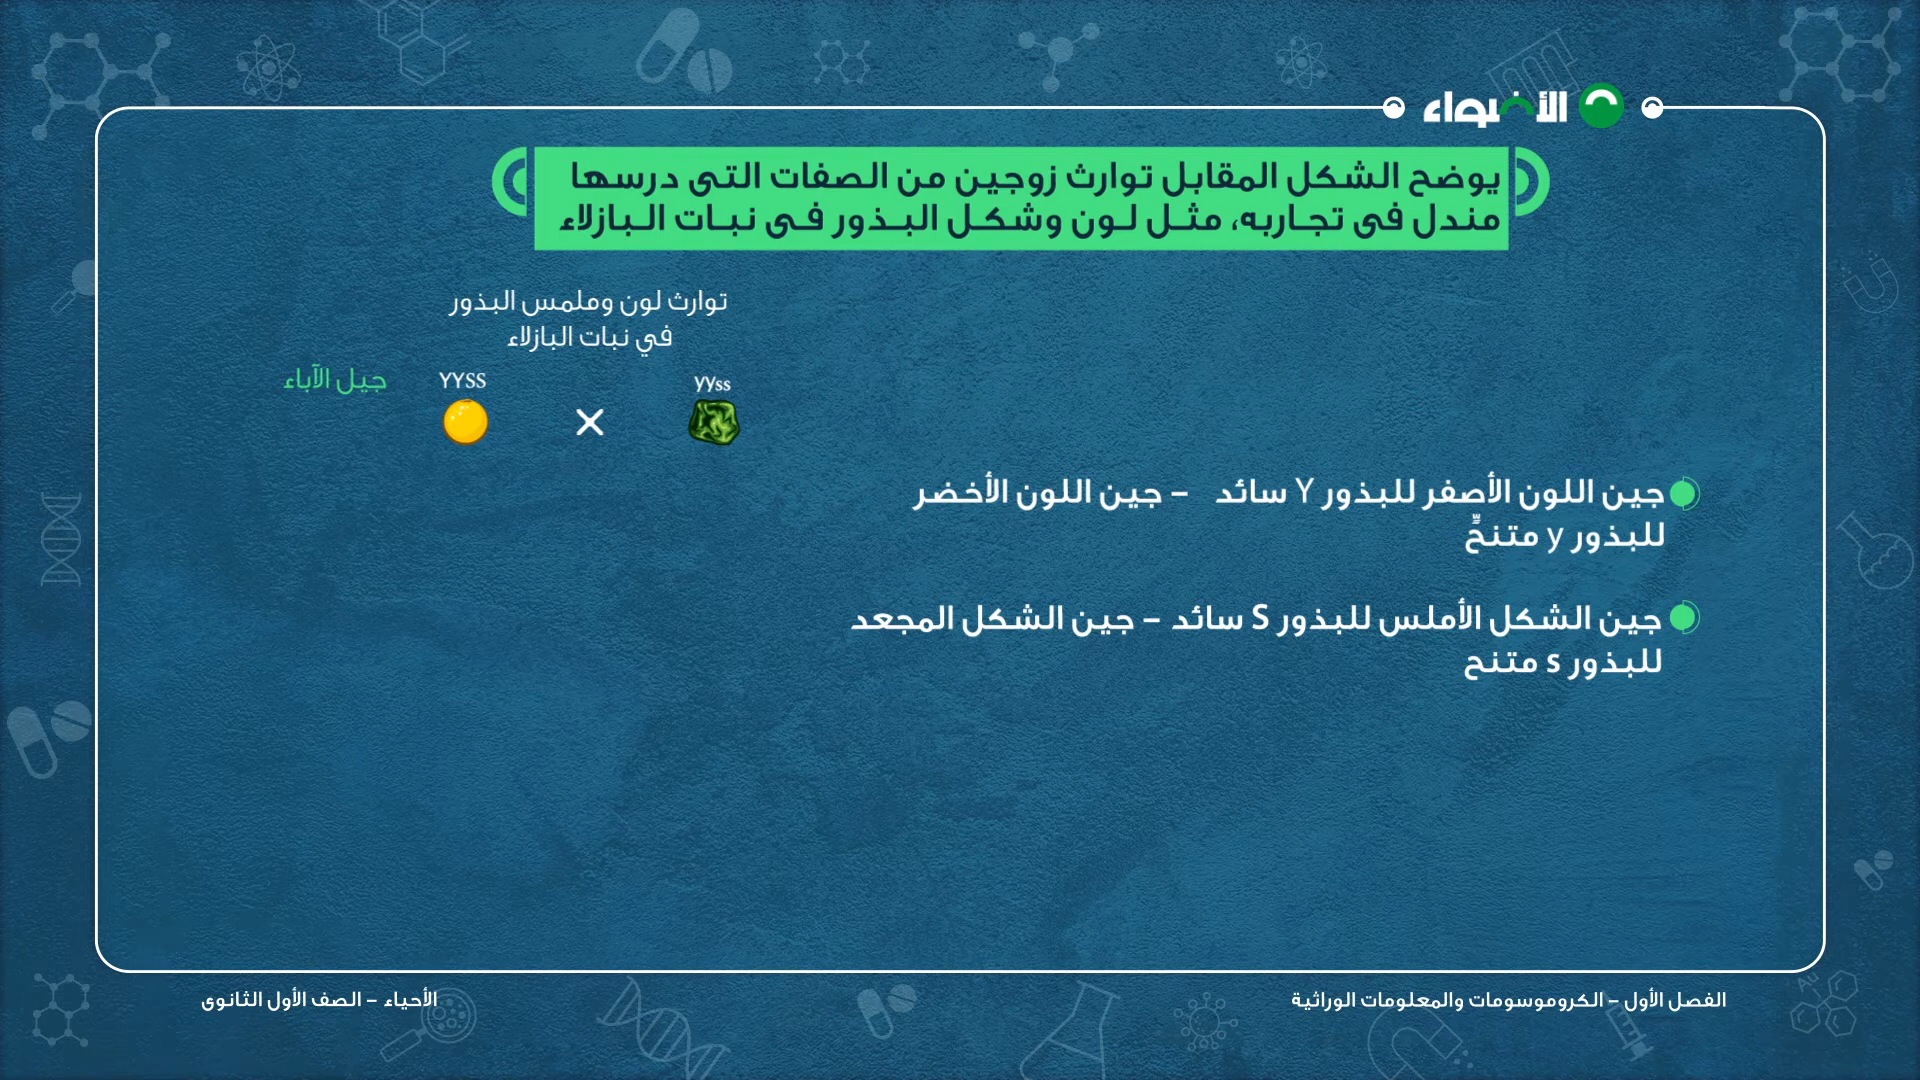 الأضواء
يوضح الشكل المقابل توارث زوجين من الصفات التى درسها
مندل فى تجاربه، مثل لون وشكل البذور فى نبات البازلاء
توارث لون وملمس البذور
في نبات البازلاء
جيل الآباء
YYSS
yyss
جين اللون الأصفر للبذور Y سائد – جين اللون الأخضر
للبذور y متنحٍّ
جين الشكل الأملس للبذور S سائد – جين الشكل المجعد
للبذور s متنح
الفصل الأول – الكروموسومات والمعلومات الوراثية
الأحياء – الصف الأول الثانوى